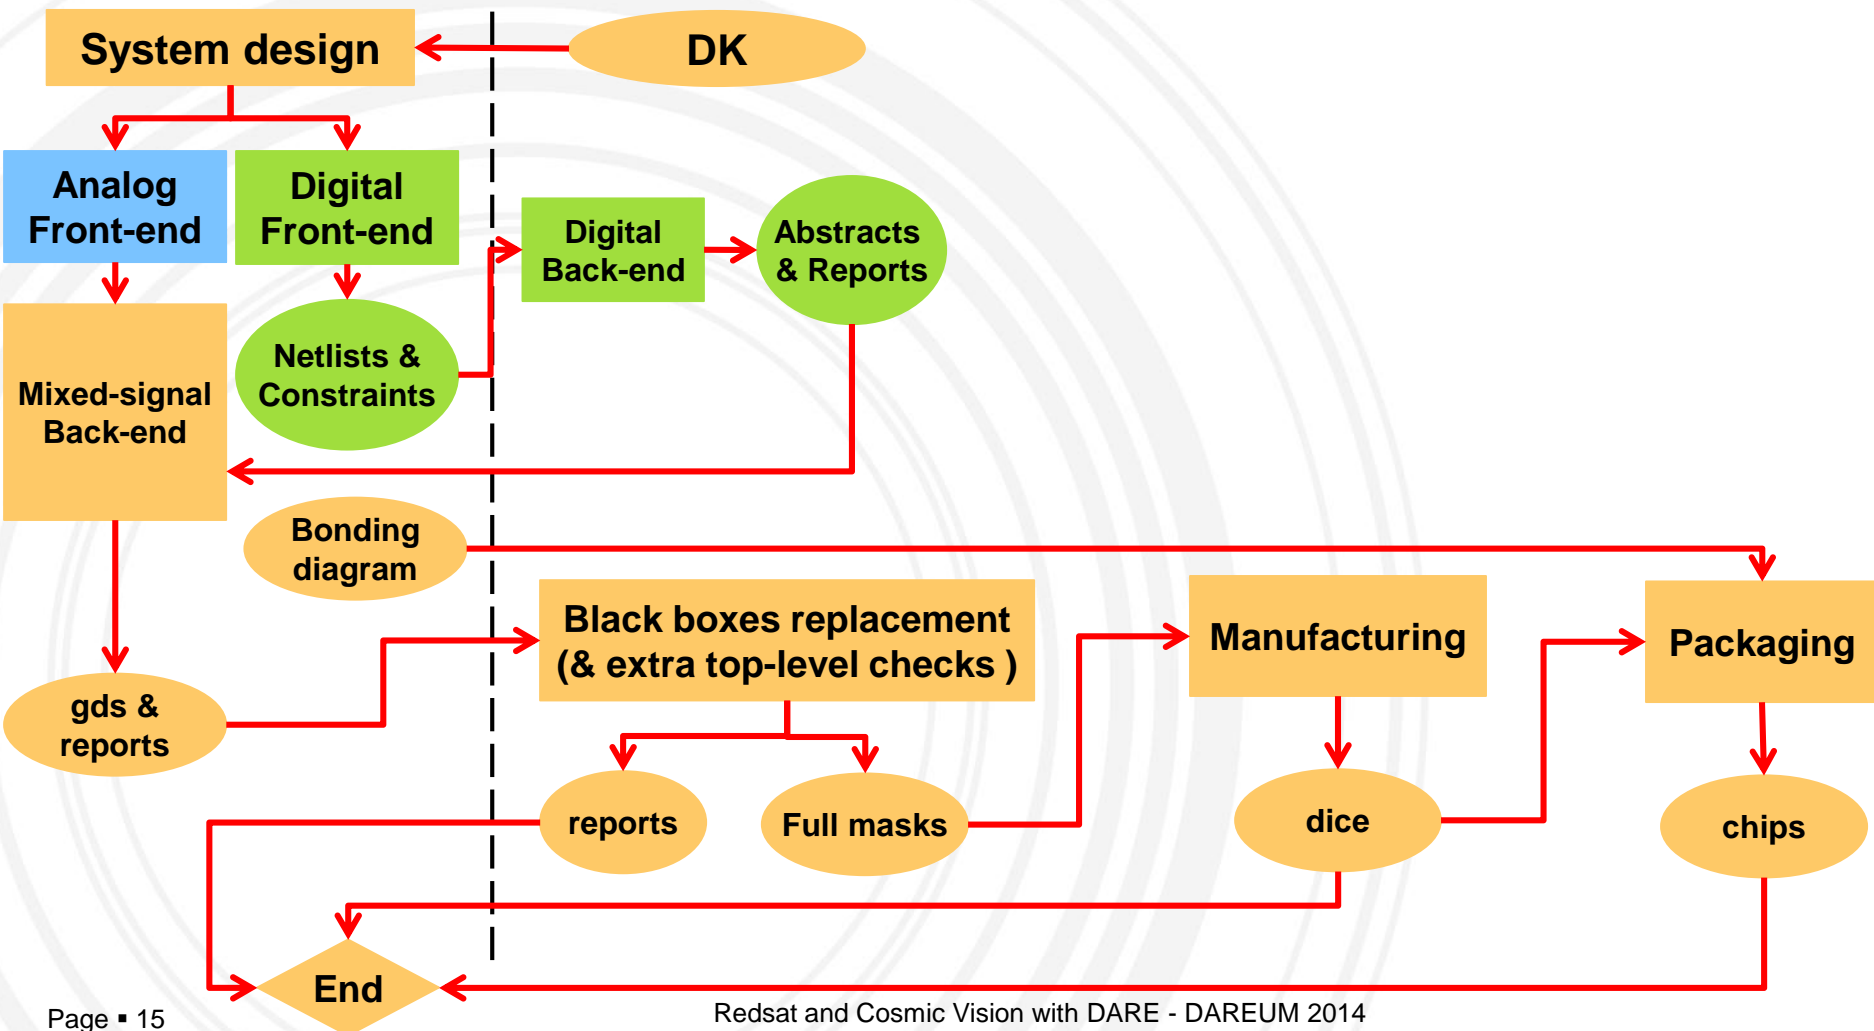 System design
DK
Analog
Front-end
Digital
Front-end
Digital
Back-end
Abstracts
& Reports
Netlists &
Constraints
Mixed-signal
Back-end
Bonding
diagram
Black boxes replacement
(& extra top-level checks )
Manufacturing
Packaging
gds &
reports
reports
Full masks
dice
chips
End
Page ▪ 15
Redsat and Cosmic Vision with DARE - DAREUM 2014